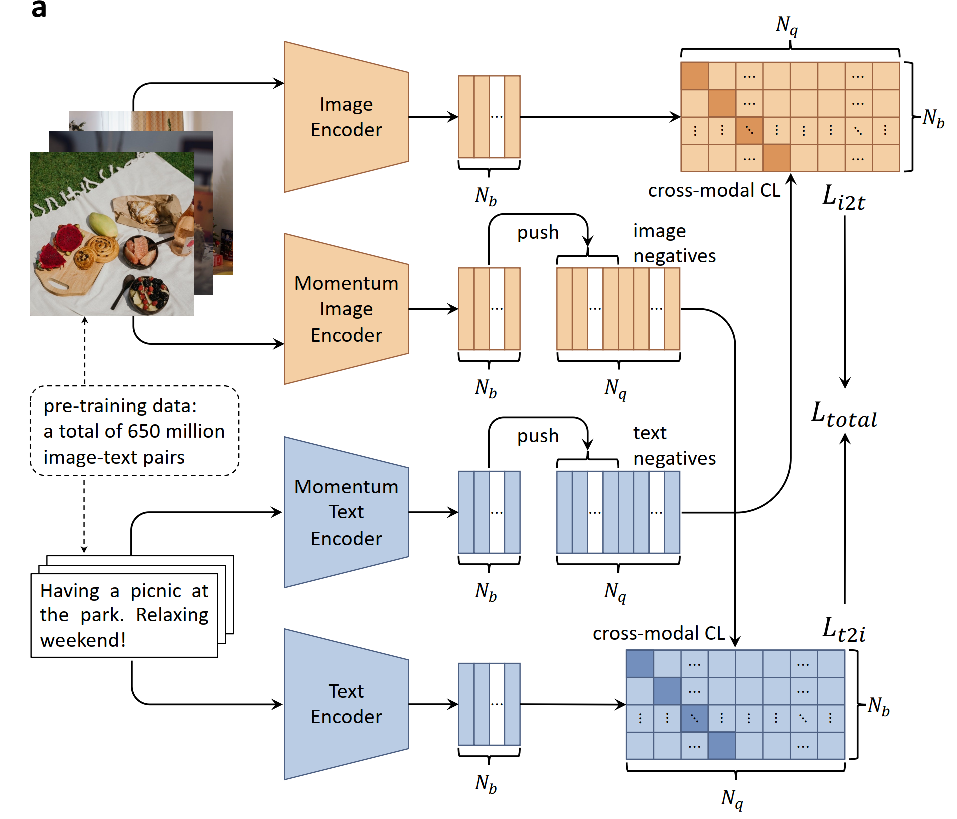 a
Image
Encoder
N_b
N_q
N_b
cross-modal CL
L_{i2t}
Momentum
Image
Encoder
push
image
negatives
N_b
N_q
pre-training data:
a total of 650 million
image-text pairs
L_{total}
Momentum
Text
Encoder
push
text
negatives
N_b
N_q
Having a picnic at
the park. Relaxing
weekend!
Text
Encoder
N_b
cross-modal CL
L_{t2i}
N_b
N_q